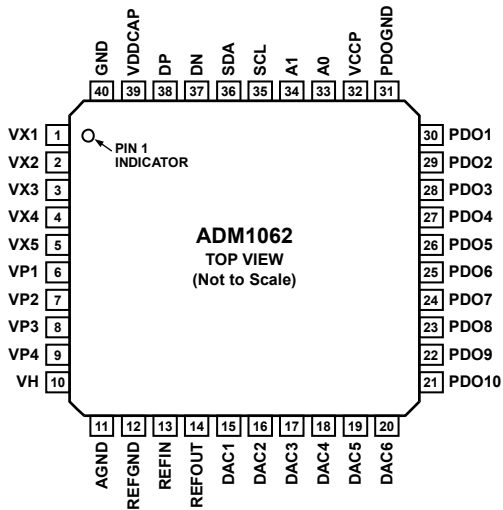 GND
VDDCAP
DP
DN
SDA
SCL
A1
A0
VCCP
PDOGND
40
39
38
37
36
35
34
33
32
31
VX1 1
VX2 2
VX3 3
VX4 4
VX5 5
VP1 6
VP2 7
VP3 8
VP4 9
VH 10
PIN 1
INDICATOR
ADM1062
TOP VIEW
(Not to Scale)
30 PDO1
29 PDO2
28 PDO3
27 PDO4
26 PDO5
25 PDO6
24 PDO7
23 PDO8
22 PDO9
21 PDO10
11
12
13
14
15
16
17
18
19
20
AGND
REFGND
REFIN
REFOUT
DAC1
DAC2
DAC3
DAC4
DAC5
DAC6